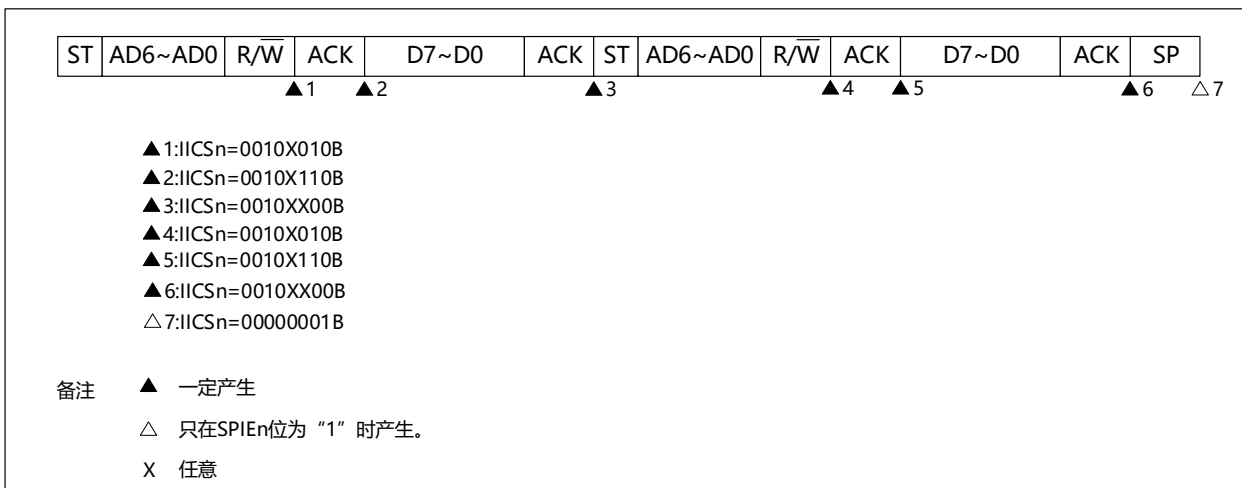 ST AD6~AD0 R/W̅ ACK D7~D0 ACK ST AD6~AD0 R/W̅ ACK D7~D0 ACK SP
▲1 ▲2 ▲3 ▲4 ▲5 ▲6 △7
▲1:IICSn=0010X010B
▲2:IICSn=0010X110B
▲3:IICSn=0010XX00B
▲4:IICSn=0010X010B
▲5:IICSn=0010X110B
▲6:IICSn=0010XX00B
△7:IICSn=00000001B
备注 ▲ 一定产生
△ 只在SPIEn位为“1”时产生。
X 任意